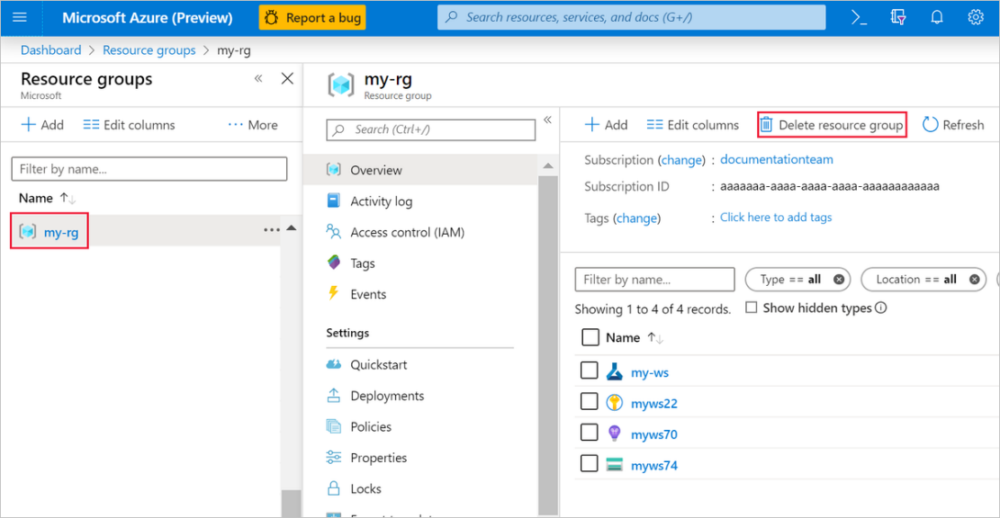 Microsoft Azure (Preview)
Report a bug
Search resources, services, and docs (G+/)
Dashboard > Resource groups > my-rg
Resource groups
Microsoft
Add
Edit columns
More
Filter by name...
Name
my-rg
my-rg
Resource group
Search (Ctrl+/)
Overview
Activity log
Access control (IAM)
Tags
Events
Settings
Quickstart
Deployments
Policies
Properties
Locks
Add
Edit columns
Delete resource group
Refresh
Subscription (change) : documentationteam
Subscription ID : aaaaaaa-aaaa-aaaa-aaaa-aaaaaaaaaaaa
Tags (change) : Click here to add tags
Filter by name...
Type == all
Location == all
Showing 1 to 4 of 4 records.
Show hidden types
Name
my-ws
myws22
myws70
myws74